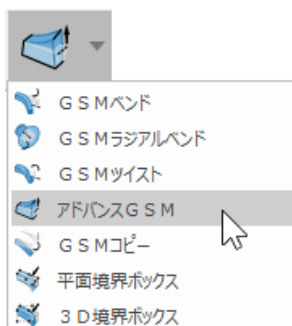 ＧＳＭベンド
ＧＳＭラジアルベンド
ＧＳＭツイスト
アドバンスＧＳＭ
ＧＳＭコピー
平面境界ボックス
３Ｄ境界ボックス